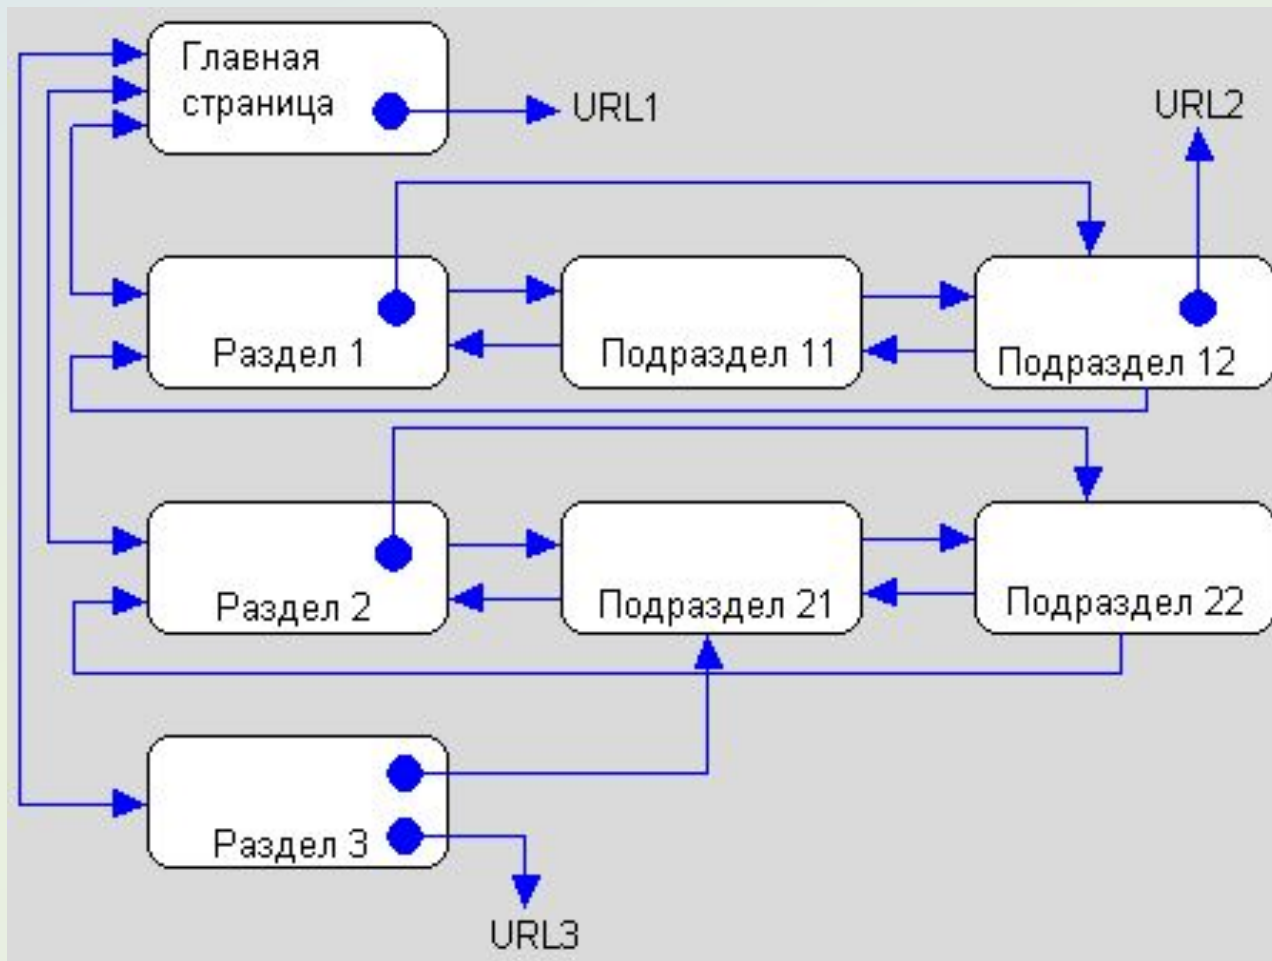 Главная
страница
URL1
URL2
Раздел 1
Подраздел 11
Подраздел 12
Раздел 2
Подраздел 21
Подраздел 22
Раздел 3
URL3